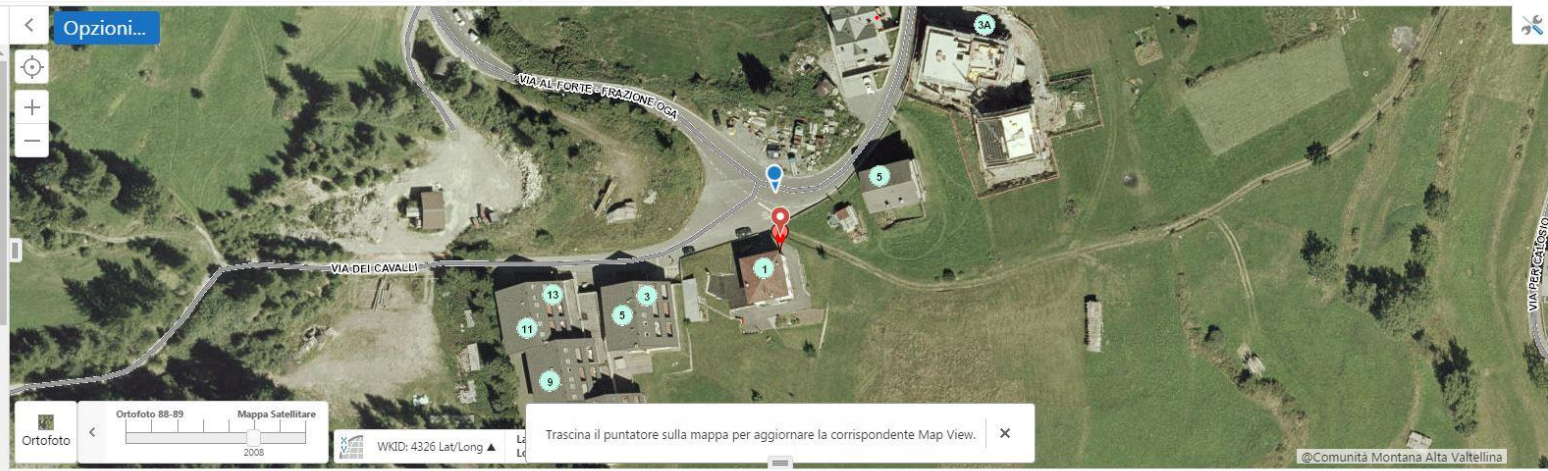 Opzioni...
3A
VIA AL FORTE - FRAZIONE OGA
5
VIA DEI CAVALLI
1
13
3
11
5
9
VIA PER CALOSIO
Ortofoto
Ortofoto 88-89 Mappa Satellitare
2008
WKID: 4326 Lat/Long ▲
La
Lo
Trascina il puntatore sulla mappa per aggiornare la corrispondente Map View.
@Comunità Montana Alta Valtellina